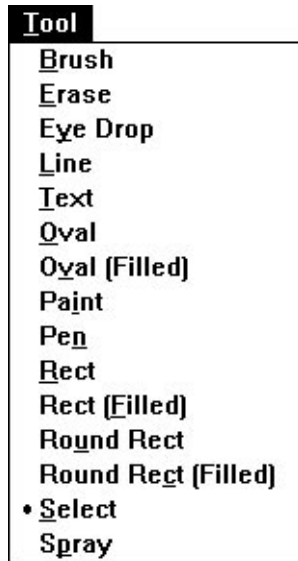 Tool
Brush
Erase
Eye Drop
Line
Text
Oval
Oval (Filled)
Paint
Pen
Rect
Rect (Filled)
Round Rect
Round Rect (Filled)
• Select
Spray